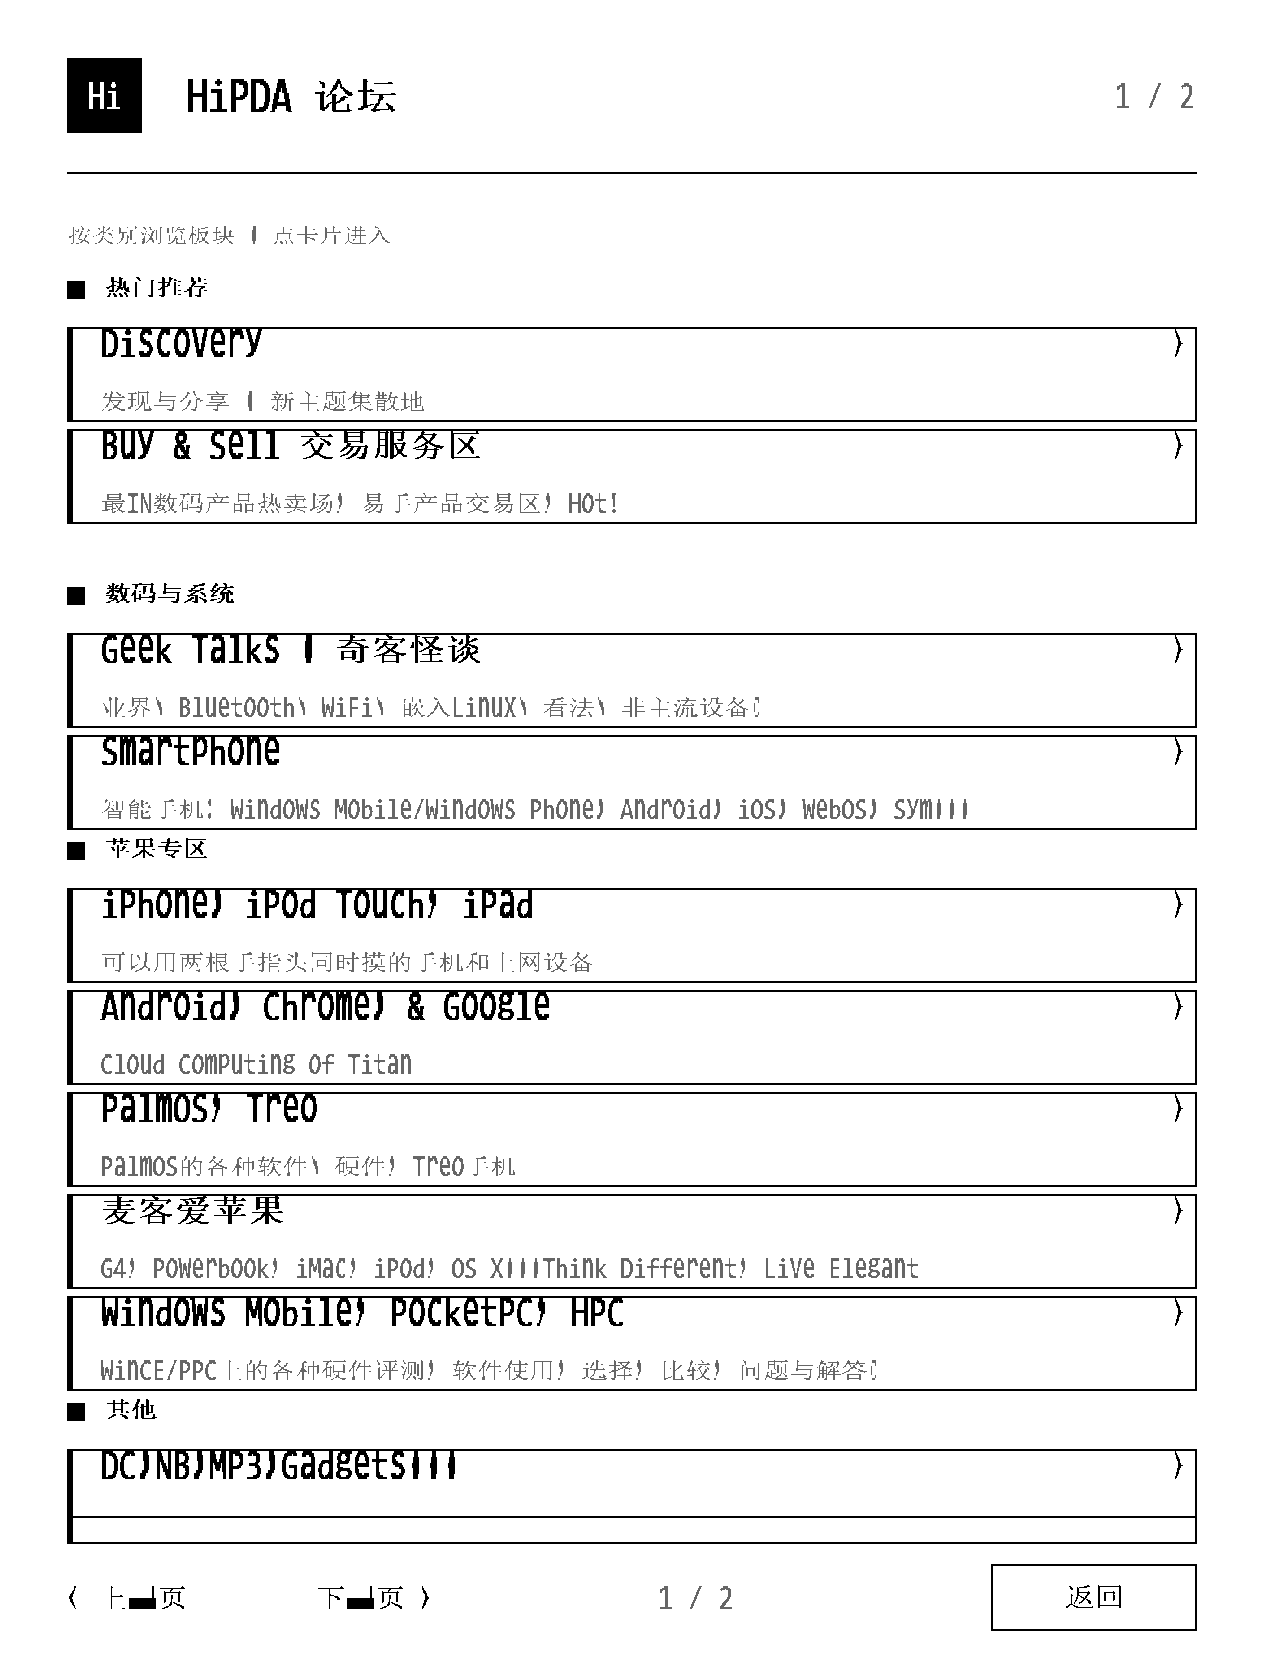 Hi HiPDA 论坛 1 / 2
按类别浏览板块 · 点卡片进入
■ 热门推荐
Discovery 〉
发现与分享 · 新主题集散地
Buy & Sell 交易服务区 〉
最IN数码产品热卖场，易手产品交易区，Hot!
■ 数码与系统
Geek Talks · 奇客怪谈 〉
业界、Bluetooth、WiFi、嵌入Linux、看法、非主流设备。
Smartphone 〉
智能手机：Windows Mobile/Windows Phone, Android, iOS, WebOS, Sym...
■ 苹果专区
iPhone, iPod Touch, iPad 〉
可以用两根手指头同时摸的手机和上网设备
Android, Chrome, & Google 〉
Cloud Computing of Titan
PalmOS, Treo 〉
PalmOS的各种软件、硬件，Treo手机
麦客爱苹果 〉
G4, Powerbook, iMac, iPod, OS X...Think Different, Live Elegant
Windows Mobile, PocketPC, HPC 〉
WinCE/PPC上的各种硬件评测，软件使用，选择，比较，问题与解答。
■ 其他
DC,NB,MP3,Gadgets... 〉
〈 上一页 下一页 〉 1 / 2 返回